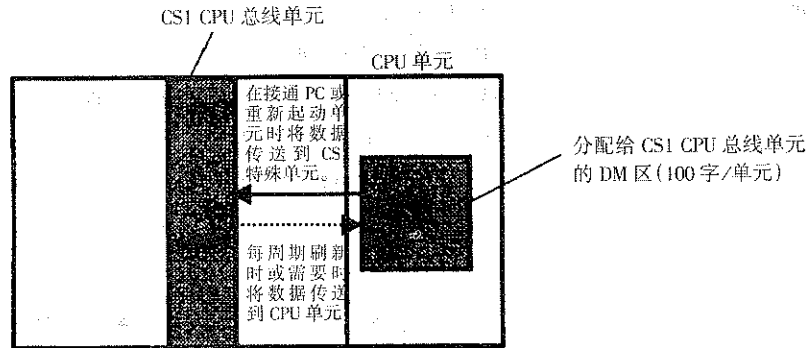 CS1 CPU 总线单元
CPU 单元
在接通 PC 或
重新起动单
元时将数据
传送到 CS
特殊单元。
分配给 CS1 CPU 总线单元
的 DM 区(100 字/单元)
每周期刷新
时或需要时
将数据传送
到 CPU 单元